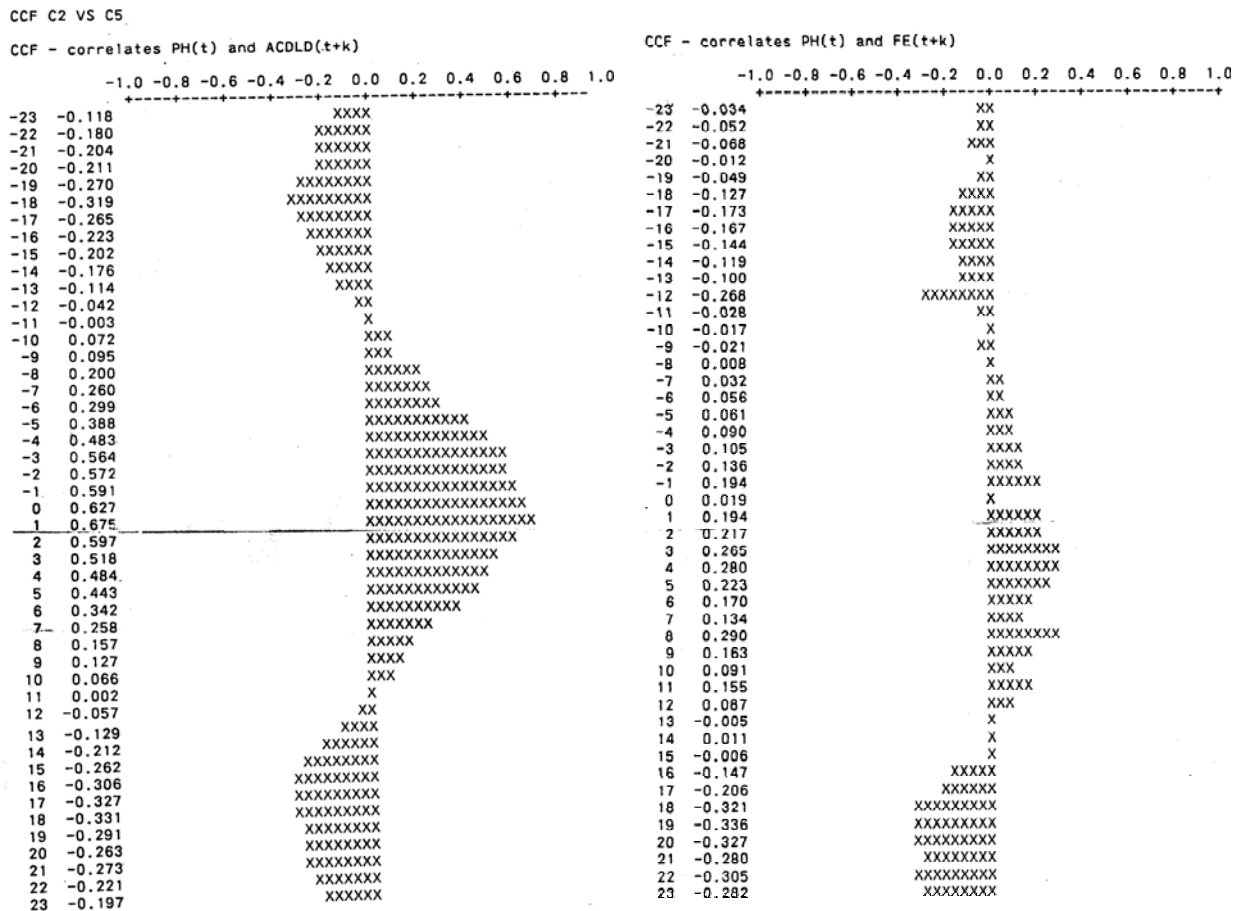 CCF C2 VS C5
CCF - correlates PH(t) and ACDLD(t+k)
-1.0 -0.8 -0.6 -0.4 -0.2 0.0 0.2 0.4 0.6 0.8 1.0
+----+----+----+----+----+----+----+----+----+----+
-23 -0.118 XXXX
-22 -0.180 XXXXXX
-21 -0.204 XXXXXX
-20 -0.211 XXXXXX
-19 -0.270 XXXXXXXX
-18 -0.319 XXXXXXXXX
-17 -0.265 XXXXXXXX
-16 -0.223 XXXXXXX
-15 -0.202 XXXXXX
-14 -0.176 XXXXX
-13 -0.114 XXXX
-12 -0.042 XX
-11 -0.003 X
-10 0.072 XXX
-9 0.095 XXX
-8 0.200 XXXXXX
-7 0.260 XXXXXXX
-6 0.299 XXXXXXXX
-5 0.388 XXXXXXXXXXX
-4 0.483 XXXXXXXXXXXXX
-3 0.564 XXXXXXXXXXXXXXX
-2 0.572 XXXXXXXXXXXXXXX
-1 0.591 XXXXXXXXXXXXXXXX
0 0.627 XXXXXXXXXXXXXXXXX
1 0.675 XXXXXXXXXXXXXXXXXX
2 0.597 XXXXXXXXXXXXXXXX
3 0.518 XXXXXXXXXXXXXX
4 0.484 XXXXXXXXXXXXX
5 0.443 XXXXXXXXXXXX
6 0.342 XXXXXXXXXX
7 0.258 XXXXXXX
8 0.157 XXXXX
9 0.127 XXXX
10 0.066 XXX
11 0.002 X
12 -0.057 XX
13 -0.129 XXXX
14 -0.212 XXXXXX
15 -0.262 XXXXXXXX
16 -0.306 XXXXXXXXX
17 -0.327 XXXXXXXXX
18 -0.331 XXXXXXXXX
19 -0.291 XXXXXXXX
20 -0.263 XXXXXXXX
21 -0.273 XXXXXXXX
22 -0.221 XXXXXXX
23 -0.197 XXXXXX
CCF - correlates PH(t) and FE(t+k)
-1.0 -0.8 -0.6 -0.4 -0.2 0.0 0.2 0.4 0.6 0.8 1.0
+----+----+----+----+----+----+----+----+----+----+
-23 -0.034 XX
-22 -0.052 XX
-21 -0.068 XXX
-20 -0.012 X
-19 -0.049 XX
-18 -0.127 XXXX
-17 -0.173 XXXXX
-16 -0.167 XXXXX
-15 -0.144 XXXXX
-14 -0.119 XXXX
-13 -0.100 XXXX
-12 -0.268 XXXXXXXX
-11 -0.028 XX
-10 -0.017 X
-9 -0.021 XX
-8 0.008 X
-7 0.032 XX
-6 0.056 XX
-5 0.061 XXX
-4 0.090 XXX
-3 0.105 XXXX
-2 0.136 XXXX
-1 0.194 XXXXXX
0 0.019 X
1 0.194 XXXXXX
2 0.217 XXXXXX
3 0.265 XXXXXXXX
4 0.280 XXXXXXXX
5 0.223 XXXXXXX
6 0.170 XXXXX
7 0.134 XXXX
8 0.290 XXXXXXXX
9 0.163 XXXXX
10 0.091 XXX
11 0.155 XXXXX
12 0.087 XXX
13 -0.005 X
14 0.011 X
15 -0.006 X
16 -0.147 XXXXX
17 -0.206 XXXXXX
18 -0.321 XXXXXXXXX
19 -0.336 XXXXXXXXX
20 -0.327 XXXXXXXXX
21 -0.280 XXXXXXXX
22 -0.305 XXXXXXXXX
23 -0.282 XXXXXXXX